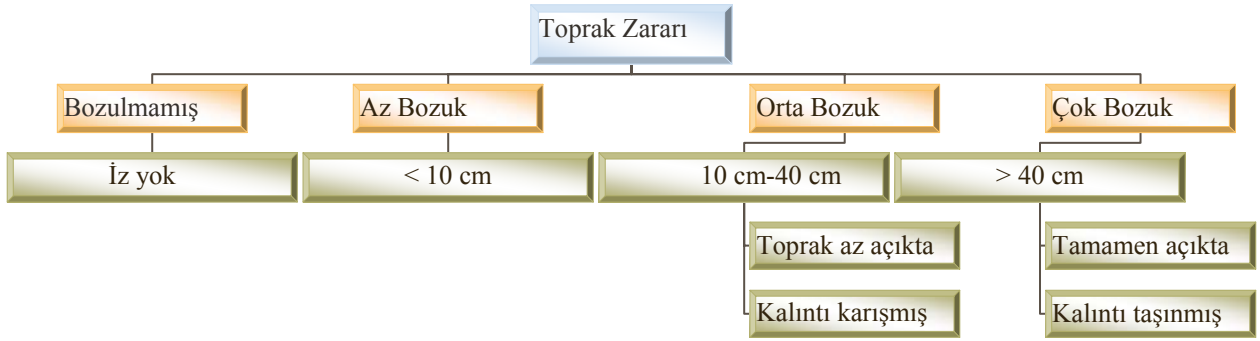 Toprak Zararı
Bozulmamış
Az Bozuk
Orta Bozuk
Çok Bozuk
İz yok
< 10 cm
10 cm-40 cm
> 40 cm
Toprak az açıkta
Tamamen açıkta
Kalıntı karışmış
Kalıntı taşınmış